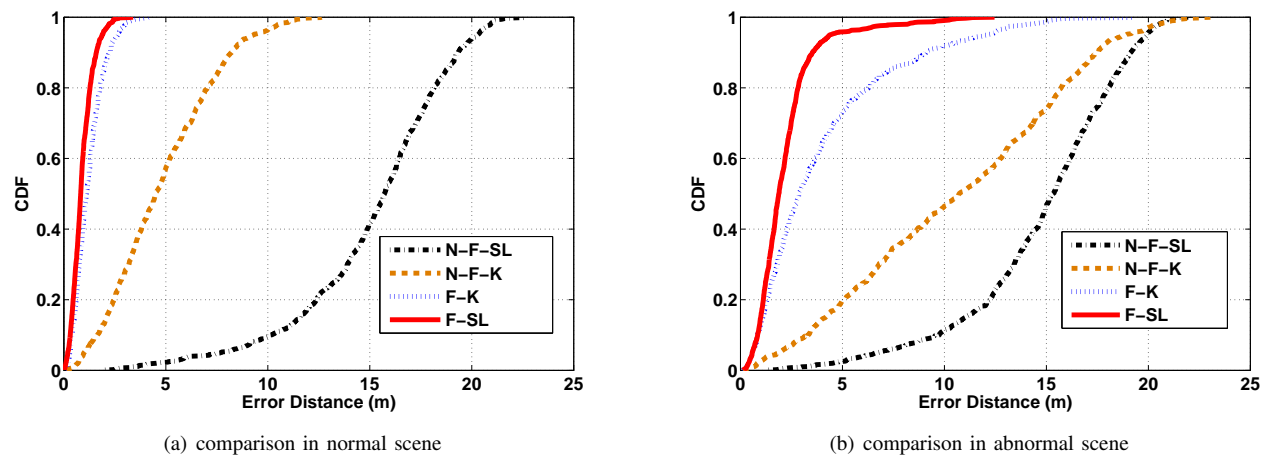 1
0.8
0.6
0.4
0.2
0
CDF
0 5 10 15 20 25
Error Distance (m)
N-F-SL
N-F-K
F-K
F-SL
(a) comparison in normal scene
1
0.8
0.6
0.4
0.2
0
CDF
0 5 10 15 20 25
Error Distance (m)
N-F-SL
N-F-K
F-K
F-SL
(b) comparison in abnormal scene